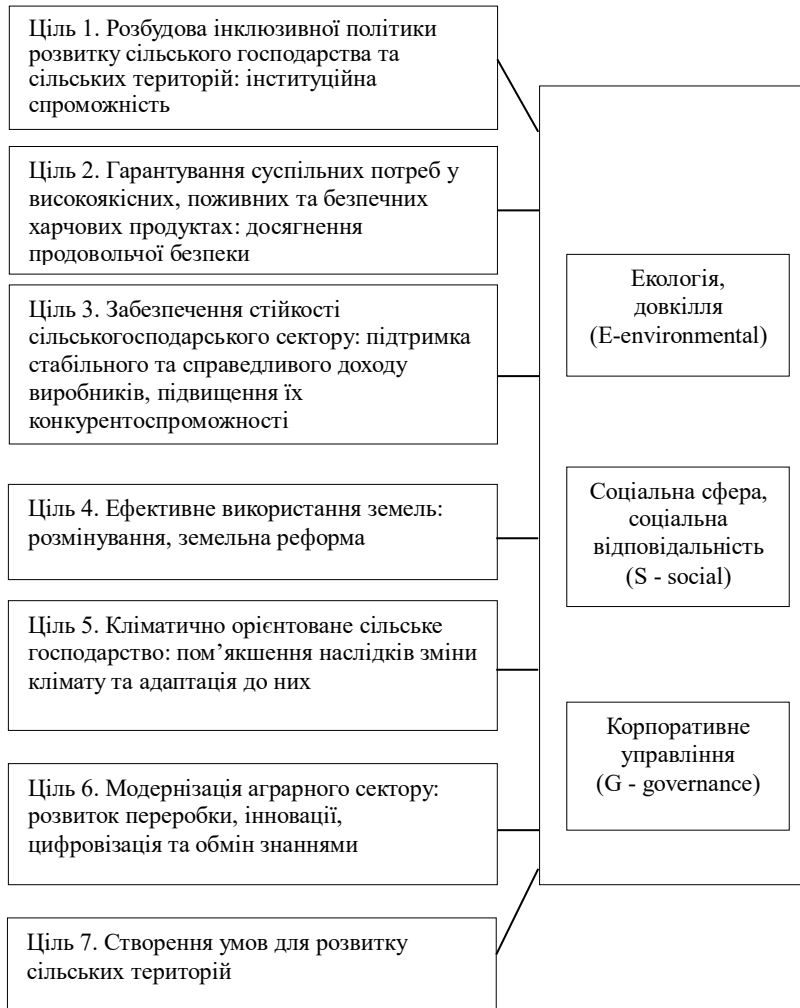 Ціль 1. Розбудова інклюзивної політики
розвитку сільського господарства та
сільських територій: інституційна
спроможність
Ціль 2. Гарантування суспільних потреб у
високоякісних, поживних та безпечних
харчових продуктах: досягнення
продовольчої безпеки
Ціль 3. Забезпечення стійкості
сільськогосподарського сектору: підтримка
стабільного та справедливого доходу
виробників, підвищення їх
конкурентоспроможності
Ціль 4. Ефективне використання земель:
розмінування, земельна реформа
Ціль 5. Кліматично орієнтоване сільське
господарство: пом’якшення наслідків зміни
клімату та адаптація до них
Ціль 6. Модернізація аграрного сектору:
розвиток переробки, інновації,
цифровізація та обмін знаннями
Ціль 7. Створення умов для розвитку
сільських територій
Екологія,
довкілля
(E-environmental)
Соціальна сфера,
соціальна
відповідальність
(S - social)
Корпоративне
управління
(G - governance)